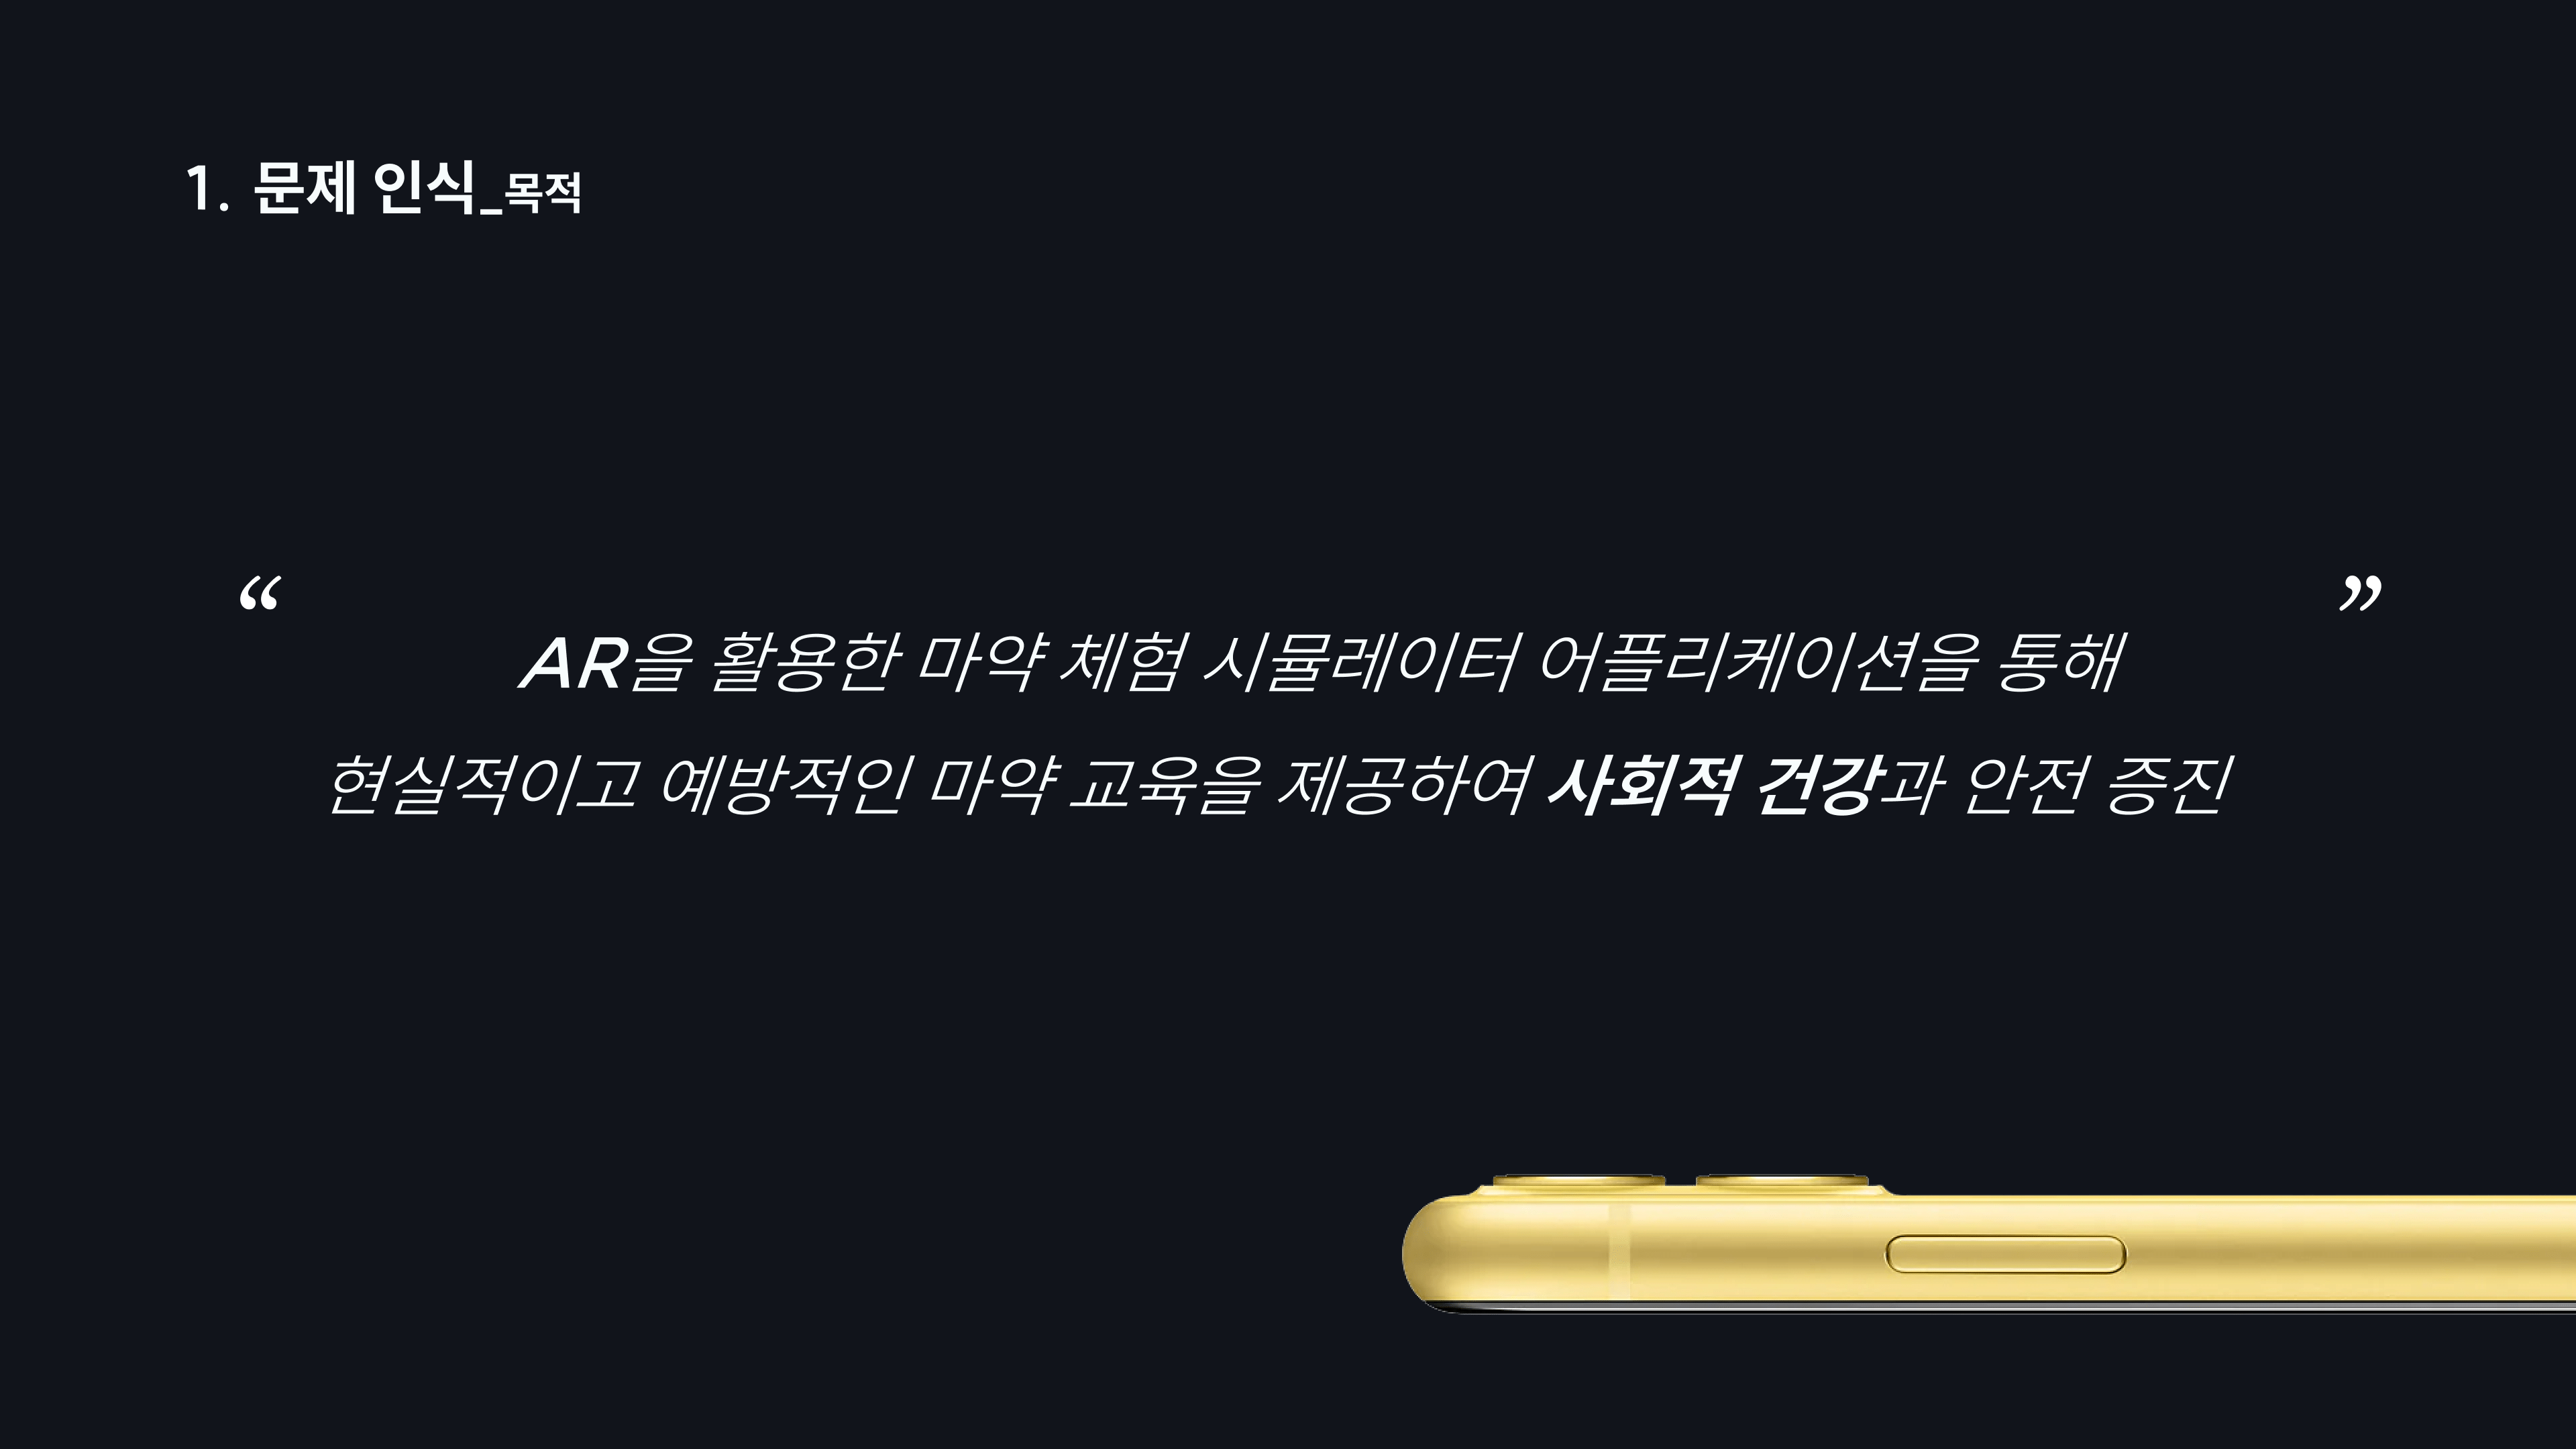 1. 문제 인식_목적
“ ”
AR을 활용한 마약 체험 시뮬레이터 어플리케이션을 통해
현실적이고 예방적인 마약 교육을 제공하여 사회적 건강과 안전 증진